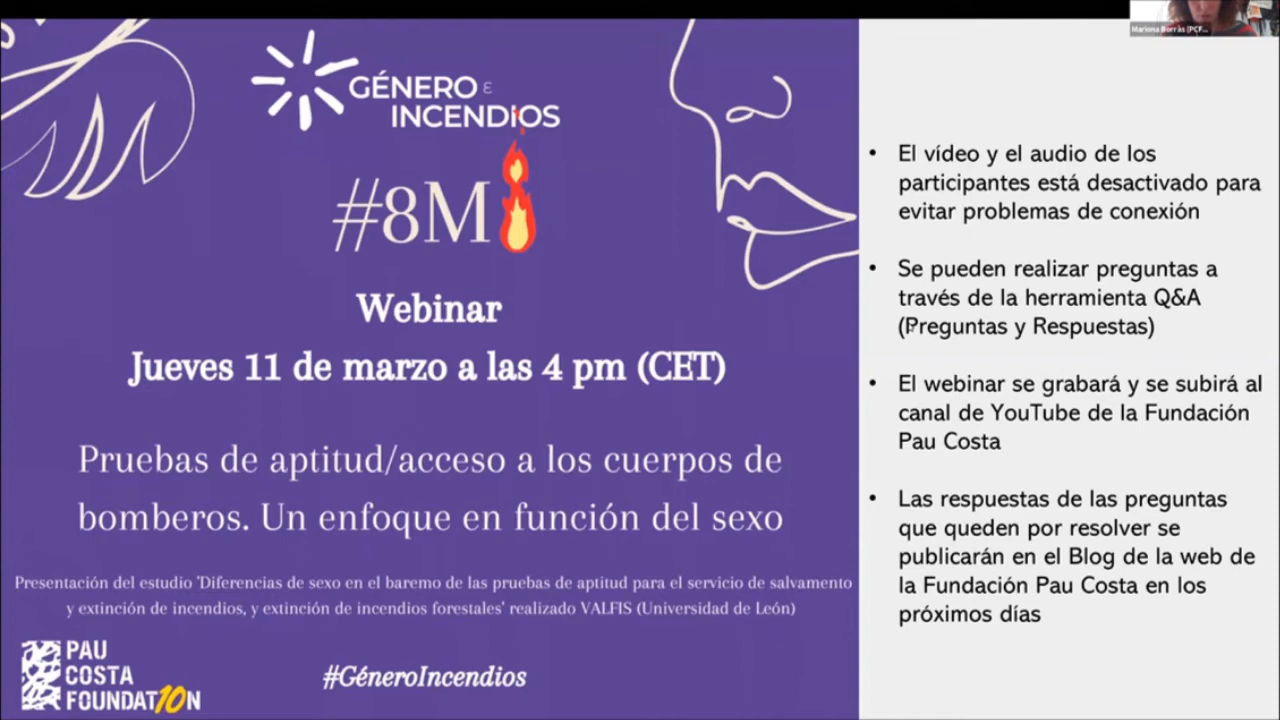 Mariona Borràs (PCF...
GÉNERO E
INCENDIOS
#8M
Webinar
Jueves 11 de marzo a las 4 pm (CET)
Pruebas de aptitud/acceso a los cuerpos de
bomberos. Un enfoque en función del sexo
Presentación del estudio 'Diferencias de sexo en el baremo de las pruebas de aptitud para el servicio de salvamento
y extinción de incendios, y extinción de incendios forestales' realizado VALFIS (Universidad de León)
PAU
COSTA
FOUNDAT10N
#GéneroIncendios
• El vídeo y el audio de los
participantes está desactivado para
evitar problemas de conexión
• Se pueden realizar preguntas a
través de la herramienta Q&A
(Preguntas y Respuestas)
• El webinar se grabará y se subirá al
canal de YouTube de la Fundación
Pau Costa
• Las respuestas de las preguntas
que queden por resolver se
publicarán en el Blog de la web de
la Fundación Pau Costa en los
próximos días